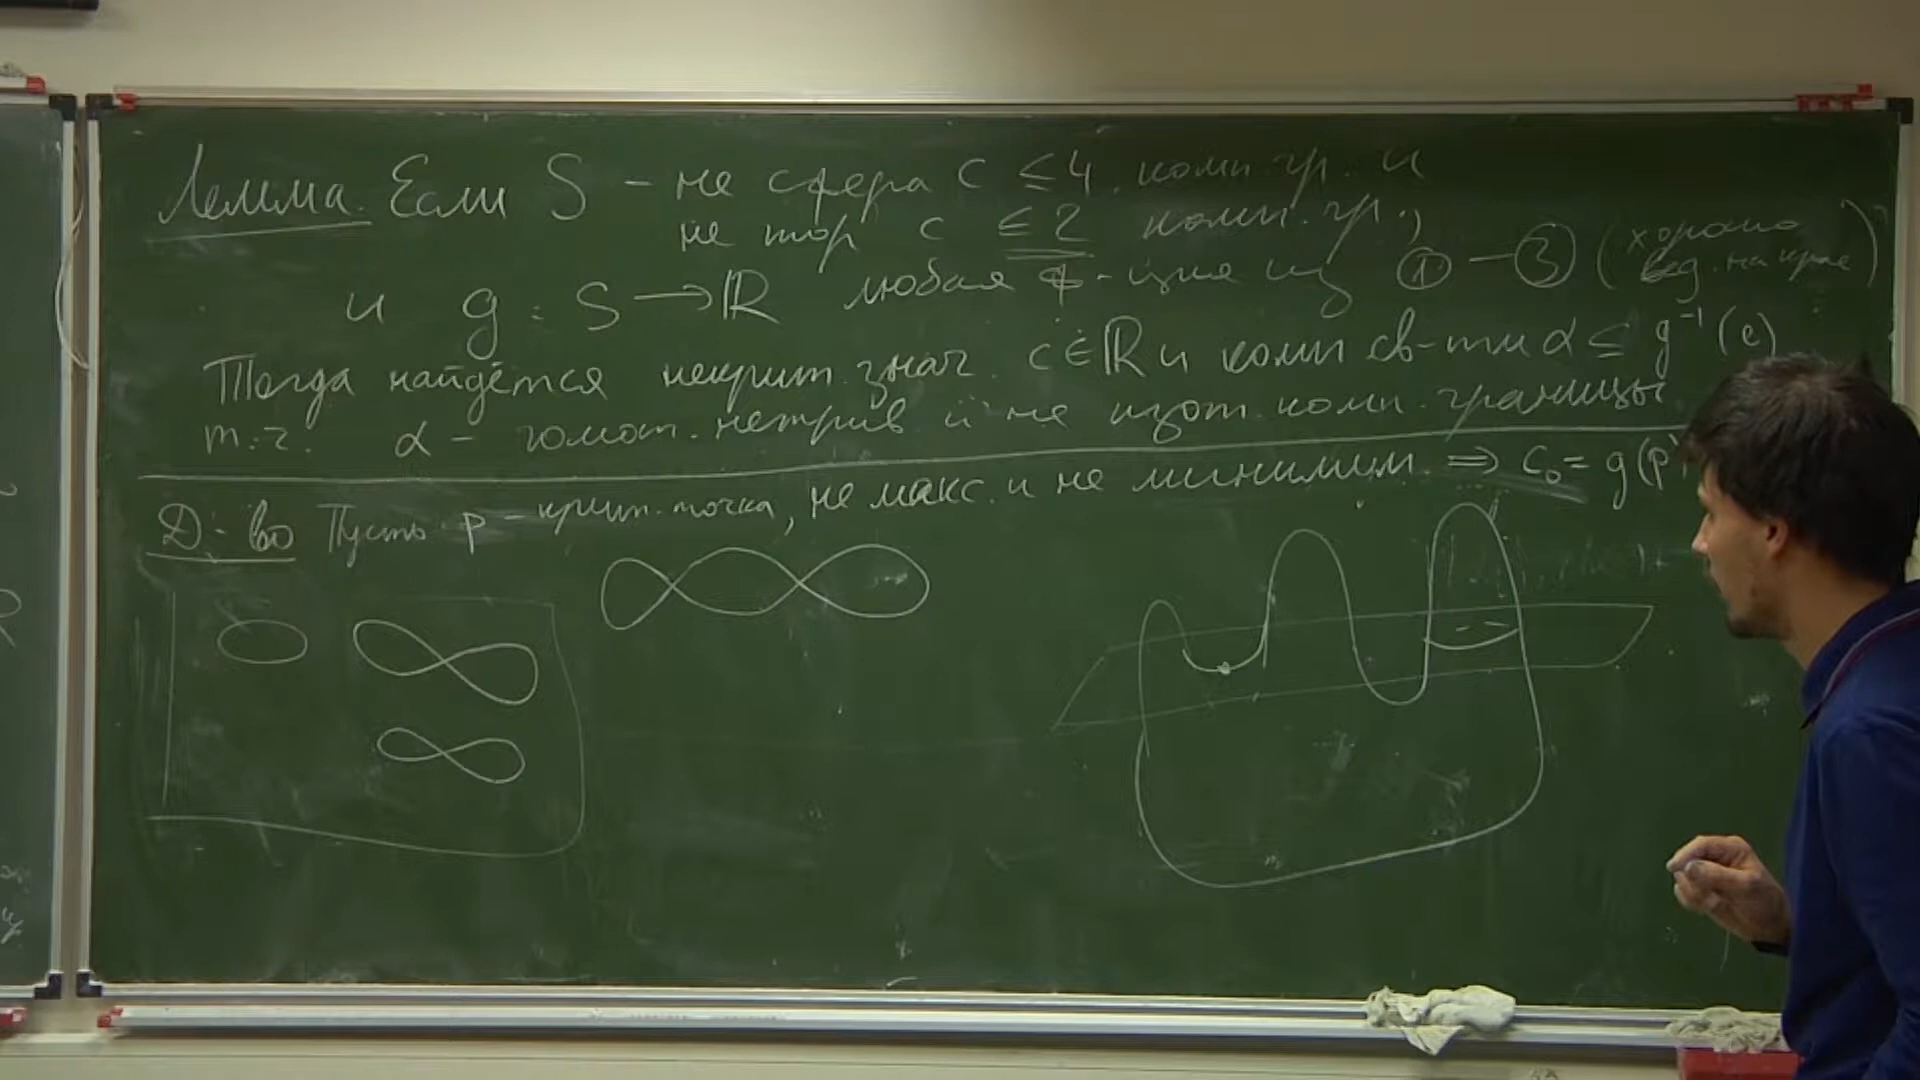 Лемма. Если S – не сфера с ≤ 4 комп. гр. и
не тор с ≤ 2 комп. гр.,
и g : S → ℝ любая ф-ция из ① – ③ (хорошо вед. на крае)
Тогда найдётся некрит. знач. c ∈ ℝ и комп св-ти α ⊆ g⁻¹(c)
т.ч. α – гомот. нетрив и не изот. комп. границы
Д-во Пусть p – крит. точка, не макс. и не минимум. ⇒ c₀ = g(p)